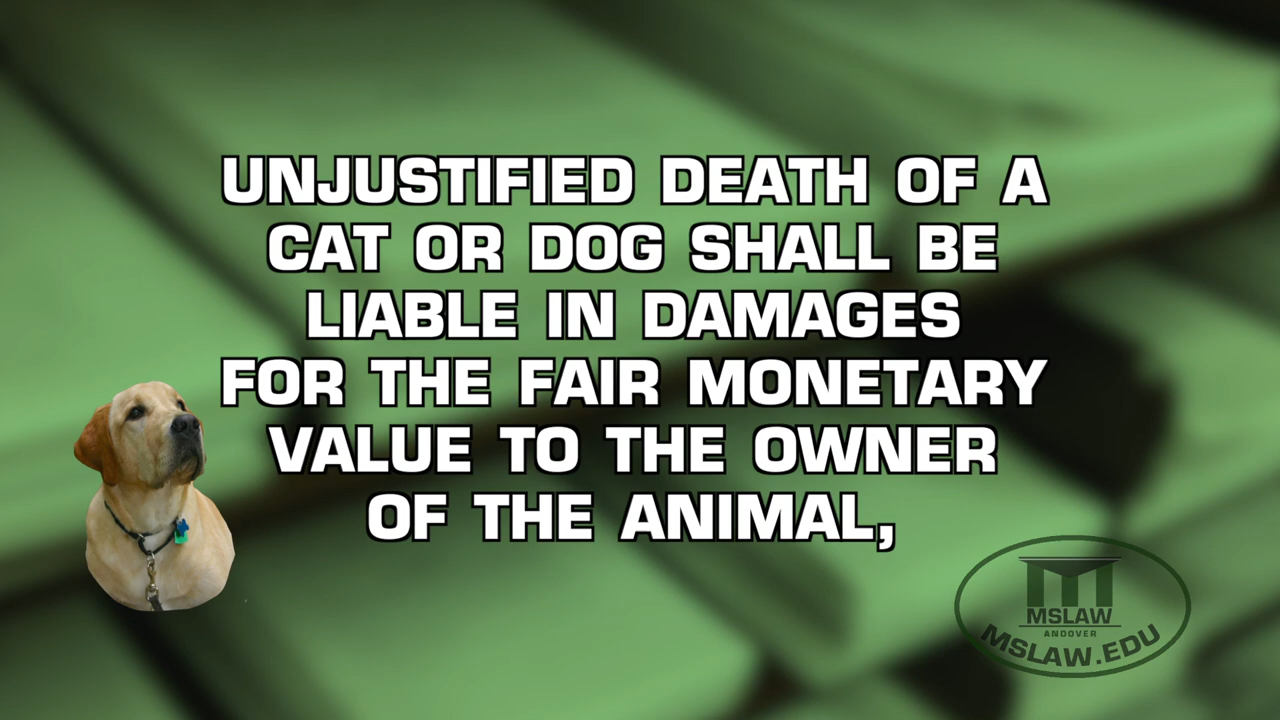 UNJUSTIFIED DEATH OF A
CAT OR DOG SHALL BE
LIABLE IN DAMAGES
FOR THE FAIR MONETARY
VALUE TO THE OWNER
OF THE ANIMAL,
MSLAW
ANDOVER
MSLAW.EDU